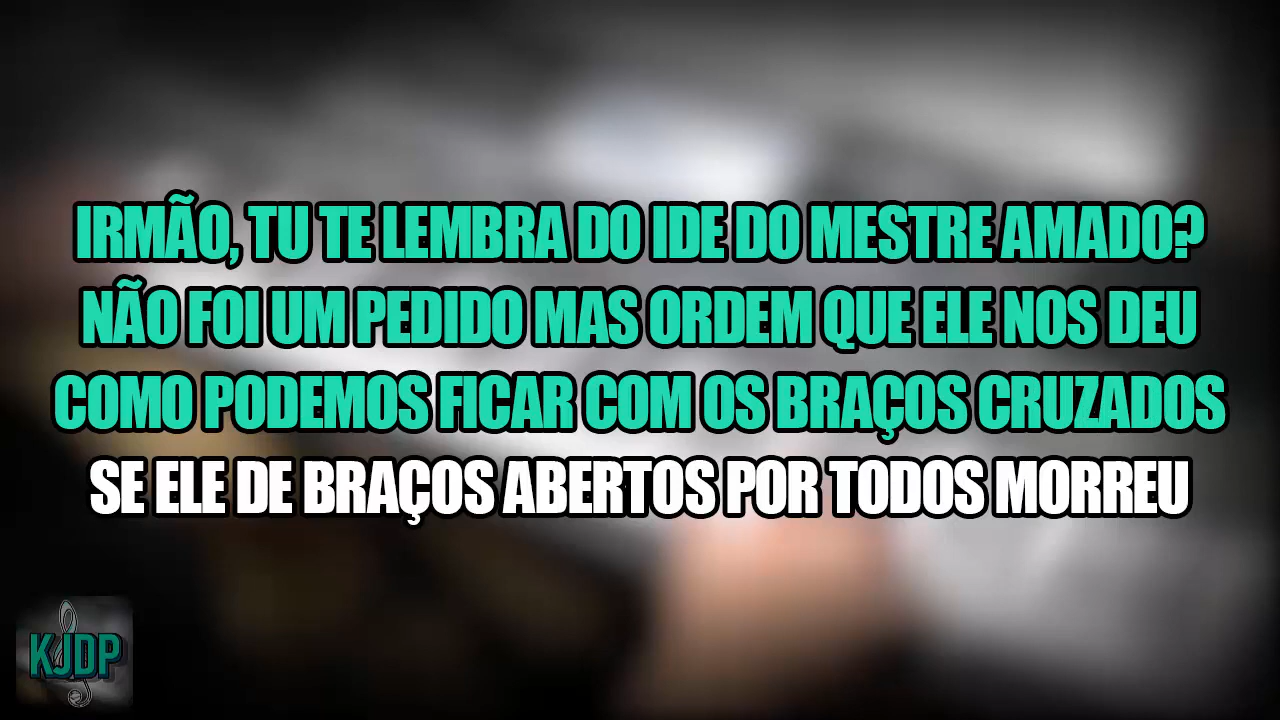 IRMÃO, TU TE LEMBRA DO IDE DO MESTRE AMADO?
NÃO FOI UM PEDIDO MAS ORDEM QUE ELE NOS DEU
COMO PODEMOS FICAR COM OS BRAÇOS CRUZADOS
SE ELE DE BRAÇOS ABERTOS POR TODOS MORREU
KJDP